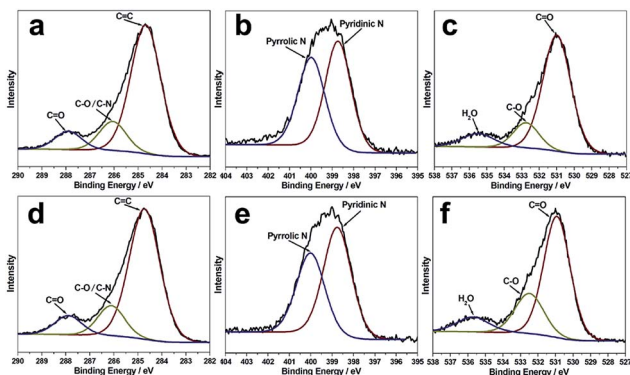 a
C=C
C-O/C-N
C=O
Intensity
290 289 288 287 286 285 284 283 282
Binding Energy / eV
b
Pyrrolic N
Pyridinic N
Intensity
404 403 402 401 400 399 398 397 396 395
Binding Energy / eV
c
C=O
C-O
H2O
Intensity
538 537 536 535 534 533 532 531 530 529 528 527
Binding Energy / eV
d
C=C
C-O/C-N
C=O
Intensity
290 289 288 287 286 285 284 283 282
Binding Energy / eV
e
Pyrrolic N
Pyridinic N
Intensity
404 403 402 401 400 399 398 397 396 395
Binding Energy / eV
f
C=O
C-O
H2O
Intensity
538 537 536 535 534 533 532 531 530 529 528 527
Binding Energy / eV